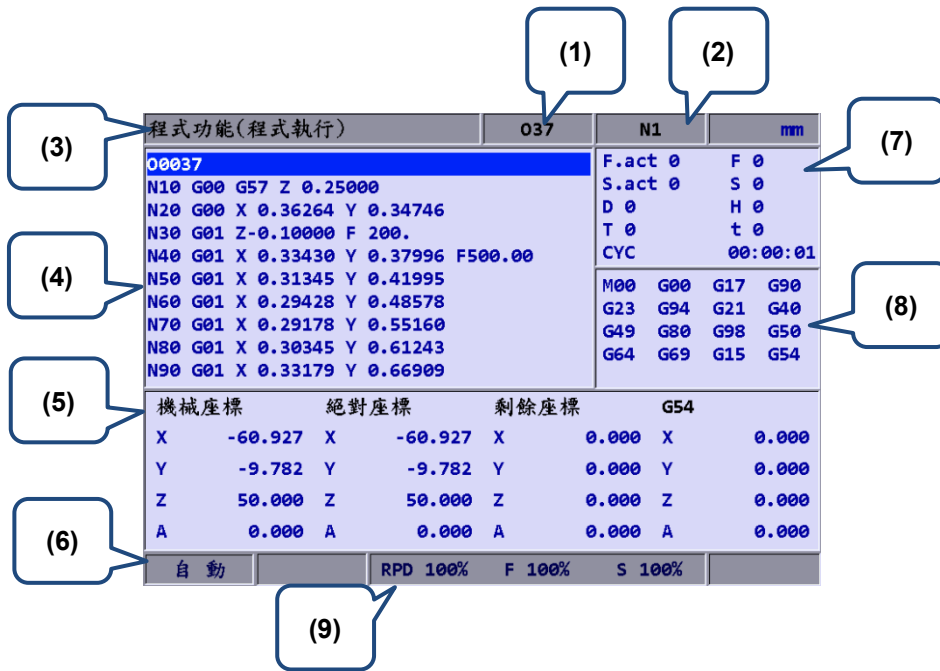 (1)
(2)
(3)
程式功能(程式執行) O37 N1 mm
(7)
O0037
N10 G00 G57 Z 0.25000
N20 G00 X 0.36264 Y 0.34746
N30 G01 Z-0.10000 F 200.
N40 G01 X 0.33430 Y 0.37996 F500.00
N50 G01 X 0.31345 Y 0.41995
N60 G01 X 0.29428 Y 0.48578
N70 G01 X 0.29178 Y 0.55160
N80 G01 X 0.30345 Y 0.61243
N90 G01 X 0.33179 Y 0.66909
(4)
F.act 0 F 0
S.act 0 S 0
D 0 H 0
T 0 t 0
CYC 00:00:01
M00 G00 G17 G90
G23 G94 G21 G40
G49 G80 G98 G50
G64 G69 G15 G54
(8)
(5)
機械座標 絕對座標 剩餘座標 G54
X -60.927 X -60.927 X 0.000 X 0.000
Y -9.782 Y -9.782 Y 0.000 Y 0.000
Z 50.000 Z 50.000 Z 0.000 Z 0.000
A 0.000 A 0.000 A 0.000 A 0.000
(6)
自動 RPD 100% F 100% S 100%
(9)